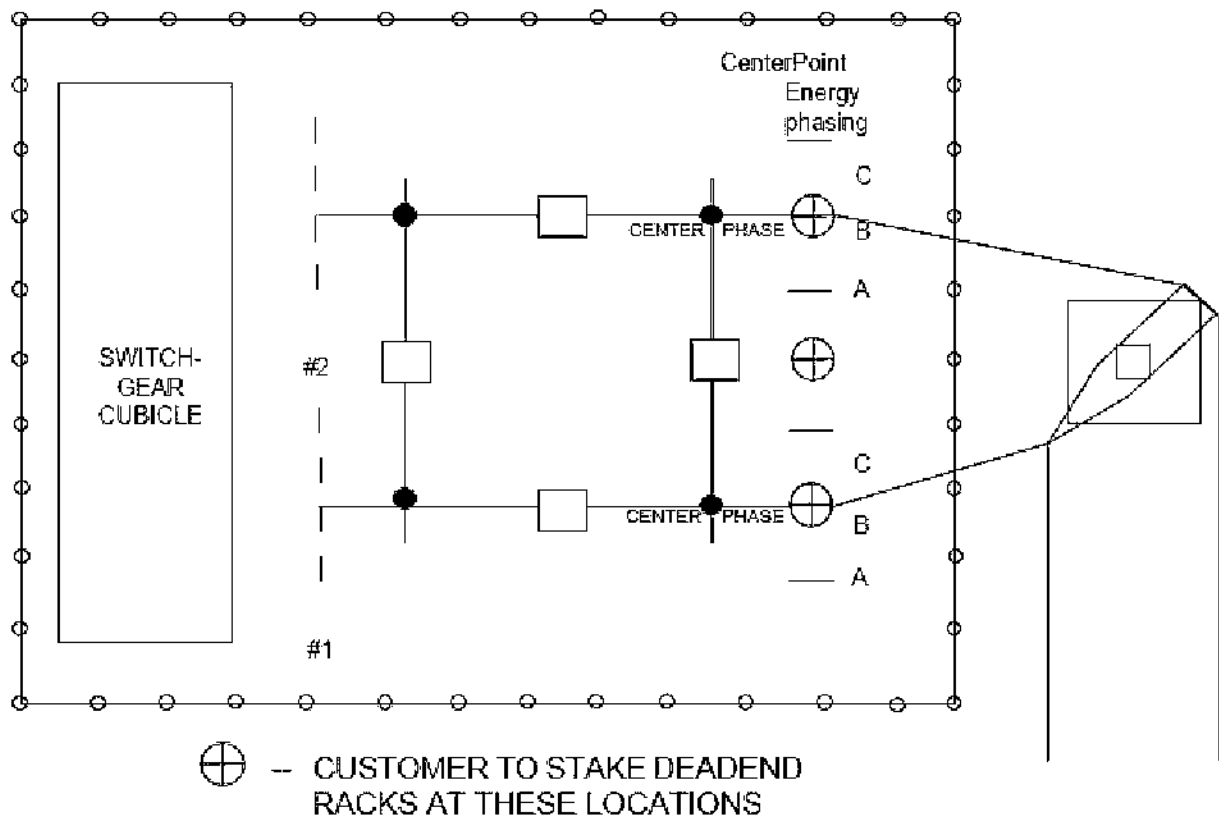 CenterPoint
Energy
phasing
C
CENTER PHASE
B
A
SWITCH-
GEAR
CUBICLE
#2
C
CENTER PHASE
B
A
#1
-- CUSTOMER TO STAKE DEADEND
RACKS AT THESE LOCATIONS